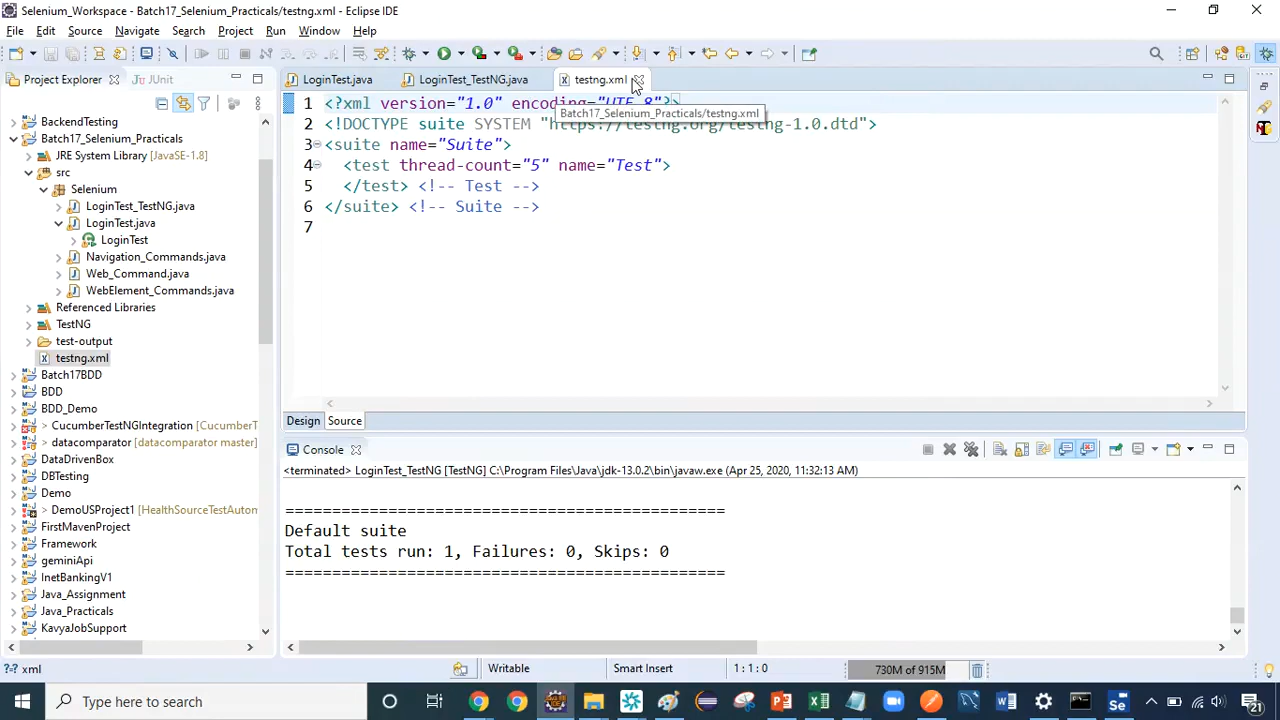 Selenium_Workspace - Batch17_Selenium_Practicals/testng.xml - Eclipse IDE
File Edit Source Navigate Search Project Run Window Help
Project Explorer JUnit
LoginTest.java LoginTest_TestNG.java testng.xml
BackendTesting
Batch17_Selenium_Practicals
JRE System Library [JavaSE-1.8]
src
Selenium
LoginTest_TestNG.java
LoginTest.java
LoginTest
Navigation_Commands.java
Web_Command.java
WebElement_Commands.java
Referenced Libraries
TestNG
test-output
testng.xml
Batch17BDD
BDD
BDD_Demo
> CucumberTestNGIntegration [CucumberT
> datacomparator [datacomparator master]
DataDrivenBox
DBTesting
Demo
> DemoUSProject1 [HealthSourceTestAutom
FirstMavenProject
Framework
geminiApi
InetBankingV1
Java_Assignment
Java_Practicals
KavyaJobSupport
1 <?xml version="1.0" encoding="UTF-8"?>
Batch17_Selenium_Practicals/testng.xml
2 <!DOCTYPE suite SYSTEM "https://testng.org/testng-1.0.dtd">
3 <suite name="Suite">
4 <test thread-count="5" name="Test">
5 </test> <!-- Test -->
6 </suite> <!-- Suite -->
7
Design Source
Console
<terminated> LoginTest_TestNG [TestNG] C:\Program Files\Java\jdk-13.0.2\bin\javaw.exe (Apr 25, 2020, 11:32:13 AM)
===============================================
Default suite
Total tests run: 1, Failures: 0, Skips: 0
===============================================
xml Writable Smart Insert 1 : 1 : 0 730M of 915M
Type here to search
21